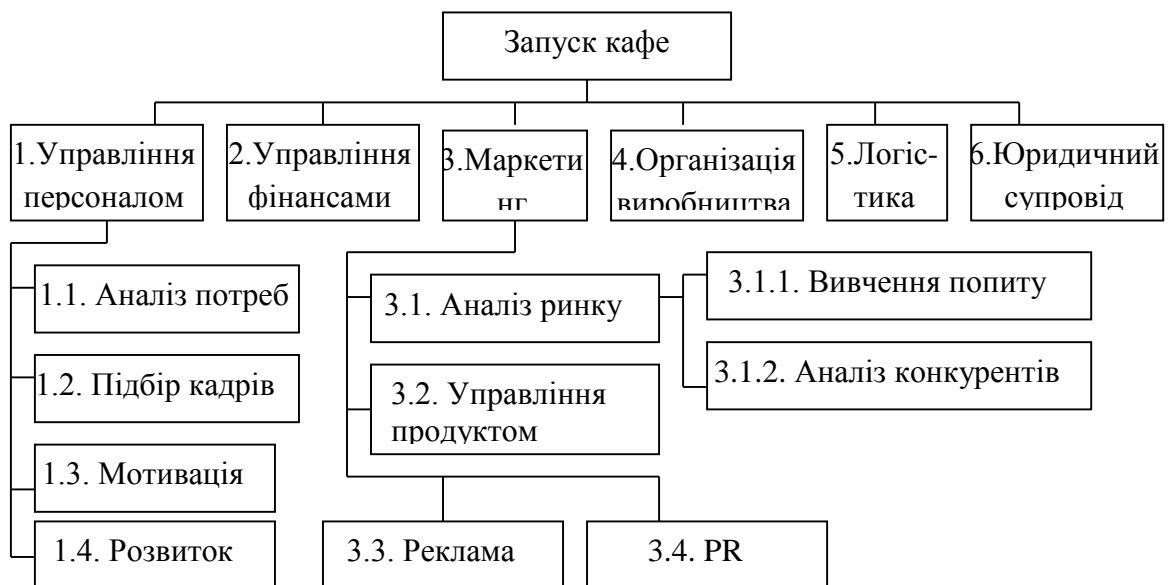 Запуск кафе
1.Управління
персоналом
2.Управління
фінансами
3.Маркети
нг
4.Організація
виробництва
5.Логіс-
тика
6.Юридичний
супровід
1.1. Аналіз потреб
1.2. Підбір кадрів
1.3. Мотивація
1.4. Розвиток
3.1. Аналіз ринку
3.1.1. Вивчення попиту
3.1.2. Аналіз конкурентів
3.2. Управління
продуктом
3.3. Реклама
3.4. PR